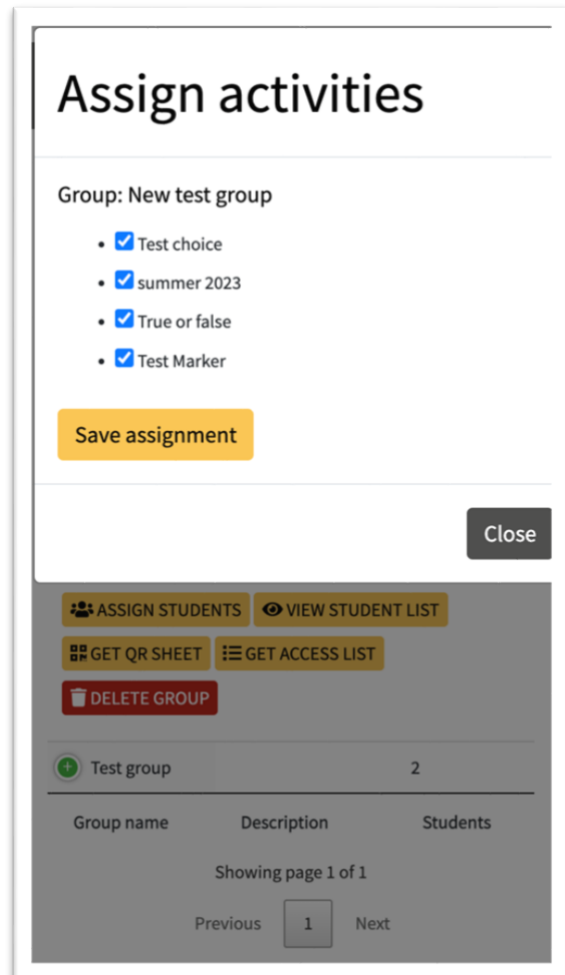 Assign activities
Group: New test group
Test choice
summer 2023
True or false
Test Marker
Save assignment
Close
ASSIGN STUDENTS VIEW STUDENT LIST
GET QR SHEET GET ACCESS LIST
DELETE GROUP
Test group 2
Group name Description Students
Showing page 1 of 1
Previous 1 Next